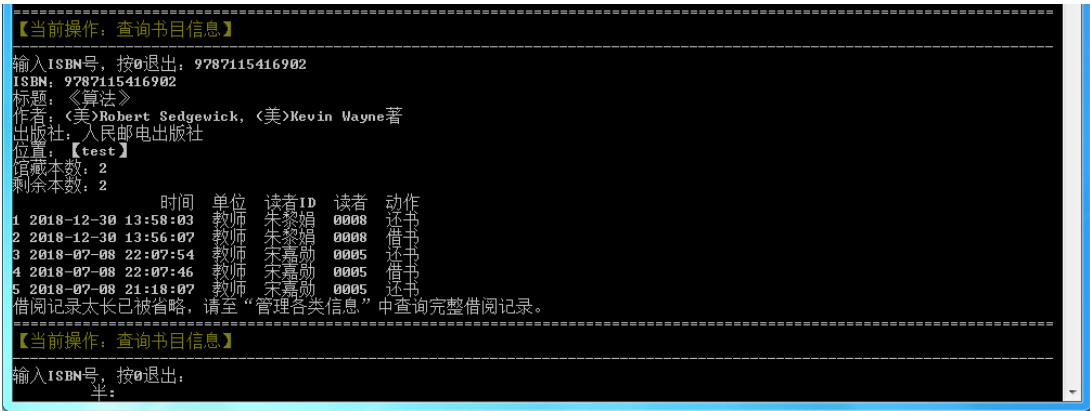 ================================================================================
【当前操作：查询书目信息】
--------------------------------------------------------------------------------
输入ISBN号，按0退出：9787115416902
ISBN：9787115416902
标题：《算法》
作者：(美)Robert Sedgewick, (美)Kevin Wayne著
出版社：人民邮电出版社
位置：【test】
馆藏本数：2
剩余本数：2
时间 单位 读者ID 读者 动作
1 2018-12-30 13:58:03 教师 朱黎娟 0008 还书
2 2018-12-30 13:56:07 教师 朱黎娟 0008 借书
3 2018-07-08 22:07:54 教师 宋嘉勋 0005 还书
4 2018-07-08 22:07:46 教师 宋嘉勋 0005 借书
5 2018-07-08 21:18:07 教师 宋嘉勋 0005 还书
借阅记录太长已被省略，请至“管理各类信息”中查询完整借阅记录。
================================================================================
【当前操作：查询书目信息】
--------------------------------------------------------------------------------
输入ISBN号，按0退出：
半：